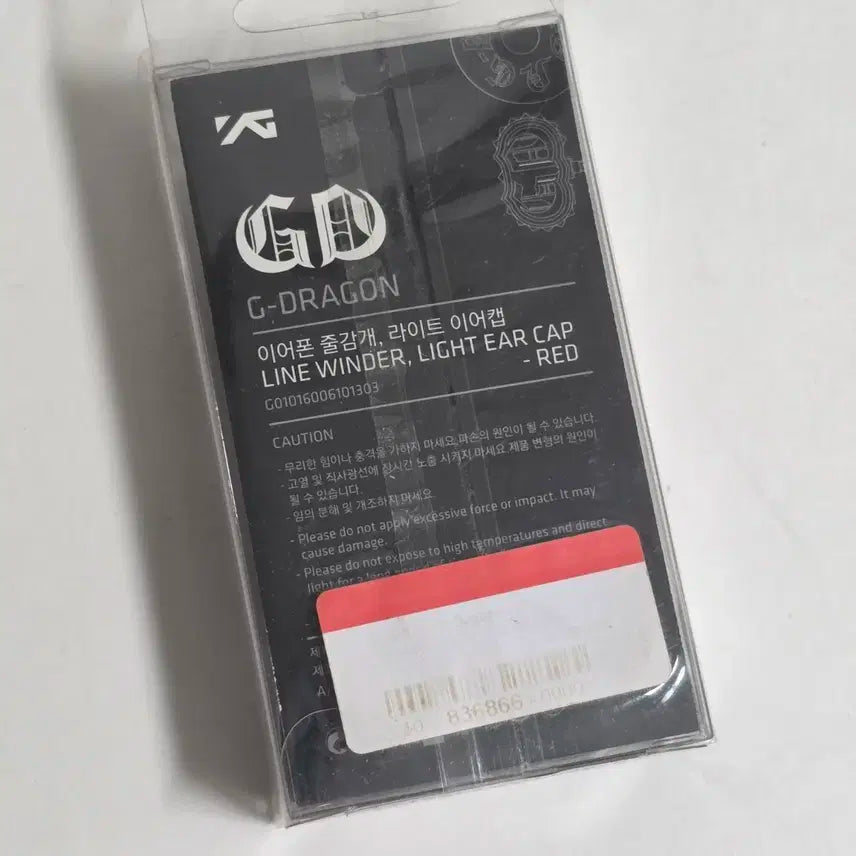 YG
GD
G-DRAGON
이어폰 줄감개, 라이트 이어캡
LINE WINDER, LIGHT EAR CAP
- RED
G01016006101303
CAUTION
- 무리한 힘이나 충격을 가하지 마세요 파손의 원인이 될 수 있습니다.
- 고열 및 직사광선에 장시간 노출 시키지 마세요 제품 변형의 원인이
될 수 있습니다.
- 임의 분해 및 개조하지 마세요
- Please do not apply excessive force or impact. It may
cause damage.
- Please do not expose to high temperatures and direct
light for a long
제
제
A
836866